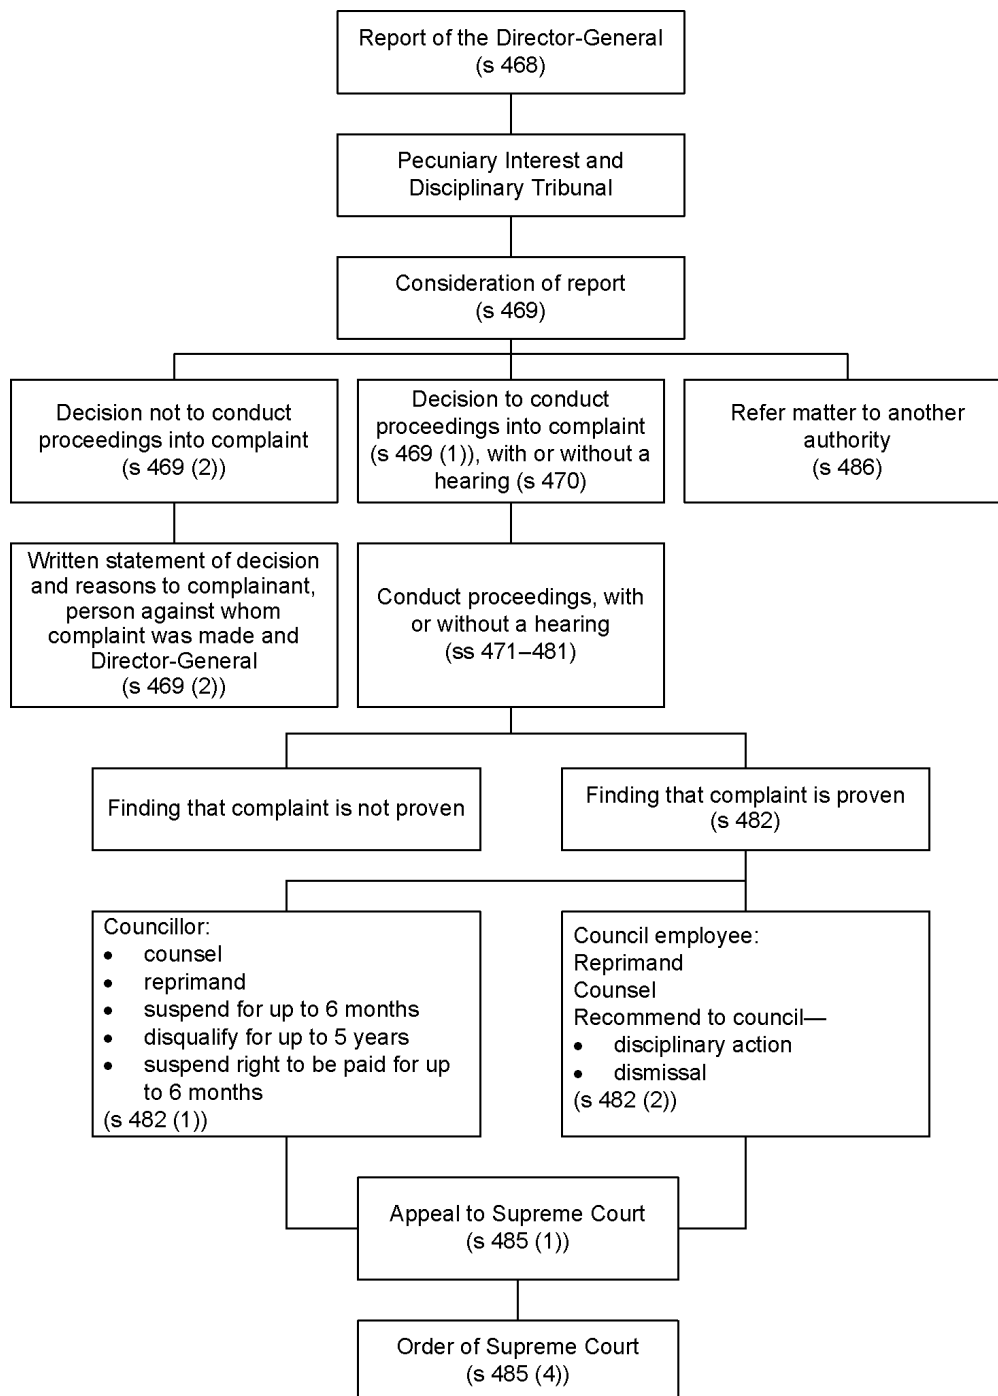 Report of the Director-General
(s 468)
Pecuniary Interest and
Disciplinary Tribunal
Consideration of report
(s 469)
Decision not to conduct
proceedings into complaint
(s 469 (2))
Decision to conduct
proceedings into complaint
(s 469 (1)), with or without a
hearing (s 470)
Refer matter to another
authority
(s 486)
Written statement of decision
and reasons to complainant,
person against whom
complaint was made and
Director-General
(s 469 (2))
Conduct proceedings, with
or without a hearing
(ss 471–481)
Finding that complaint is not proven
Finding that complaint is proven
(s 482)
Councillor:
• counsel
• reprimand
• suspend for up to 6 months
• disqualify for up to 5 years
• suspend right to be paid for up
to 6 months
(s 482 (1))
Council employee:
Reprimand
Counsel
Recommend to council—
• disciplinary action
• dismissal
(s 482 (2))
Appeal to Supreme Court
(s 485 (1))
Order of Supreme Court
(s 485 (4))